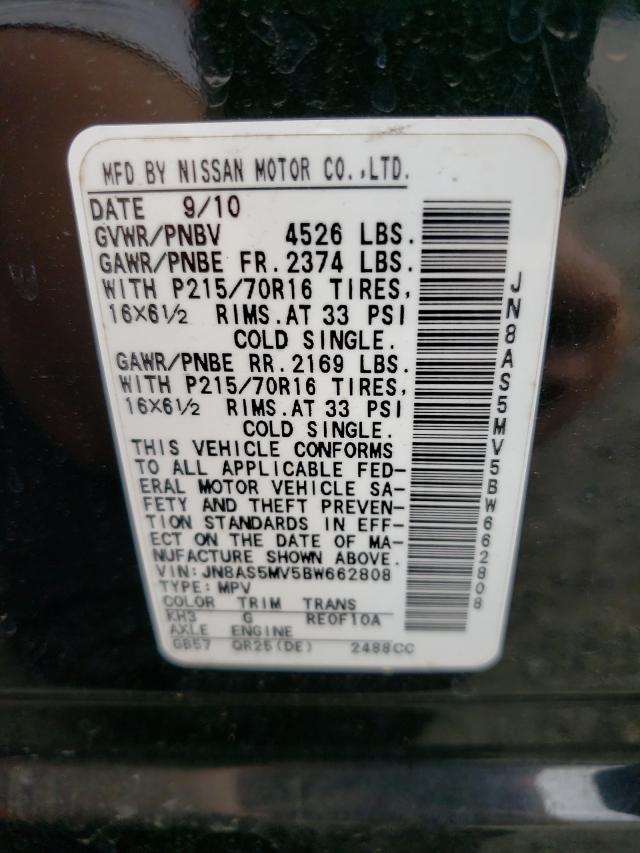 MFD BY NISSAN MOTOR CO.,LTD.
DATE 9/10
GVWR/PNBV 4526 LBS.
GAWR/PNBE FR. 2374 LBS.
WITH P215/70R16 TIRES,
16×6½ RIMS. AT 33 PSI
COLD SINGLE.
GAWR/PNBE RR. 2169 LBS.
WITH P215/70R16 TIRES,
16×6½ RIMS. AT 33 PSI
COLD SINGLE.
THIS VEHICLE CONFORMS
TO ALL APPLICABLE FED-
ERAL MOTOR VEHICLE SA-
FETY AND THEFT PREVEN-
TION STANDARDS IN EFF-
ECT ON THE DATE OF MA-
NUFACTURE SHOWN ABOVE.
VIN: JN8AS5MV5BW662808
TYPE: MPV
COLOR TRIM TRANS
KH3 G RE0F10A
AXLE ENGINE
GB57 QR25(DE) 2488CC
JN8AS5MV5BW662808